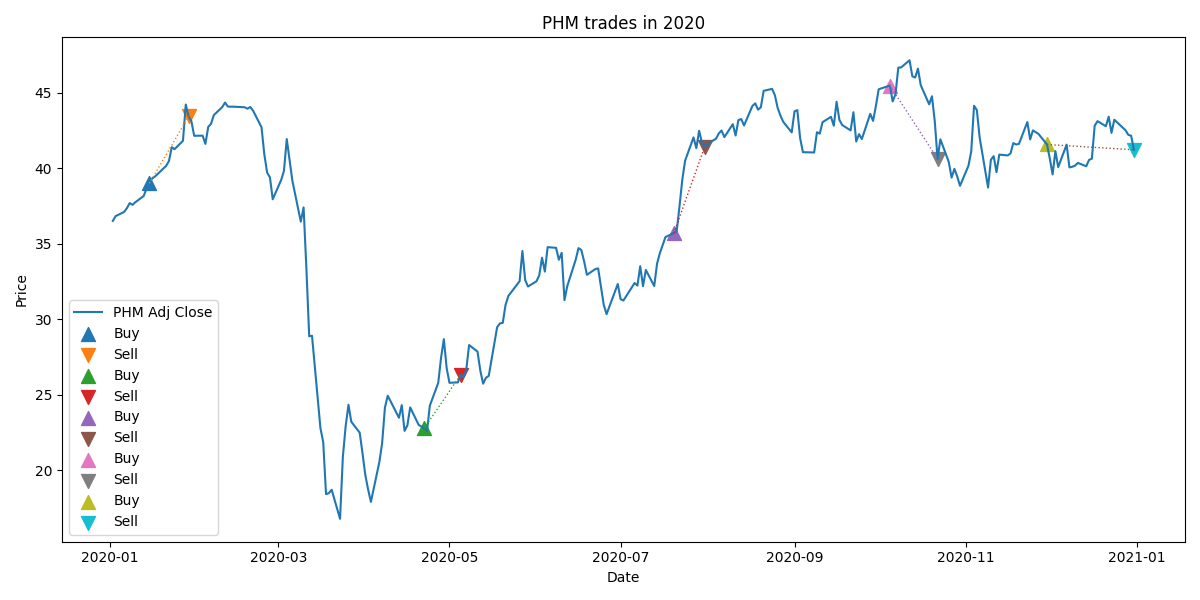 PHM trades in 2020
Price
45
40
35
30
25
20
PHM Adj Close
Buy
Sell
Buy
Sell
Buy
Sell
Buy
Sell
Buy
Sell
2020-01
2020-03
2020-05
2020-07
2020-09
2020-11
2021-01
Date